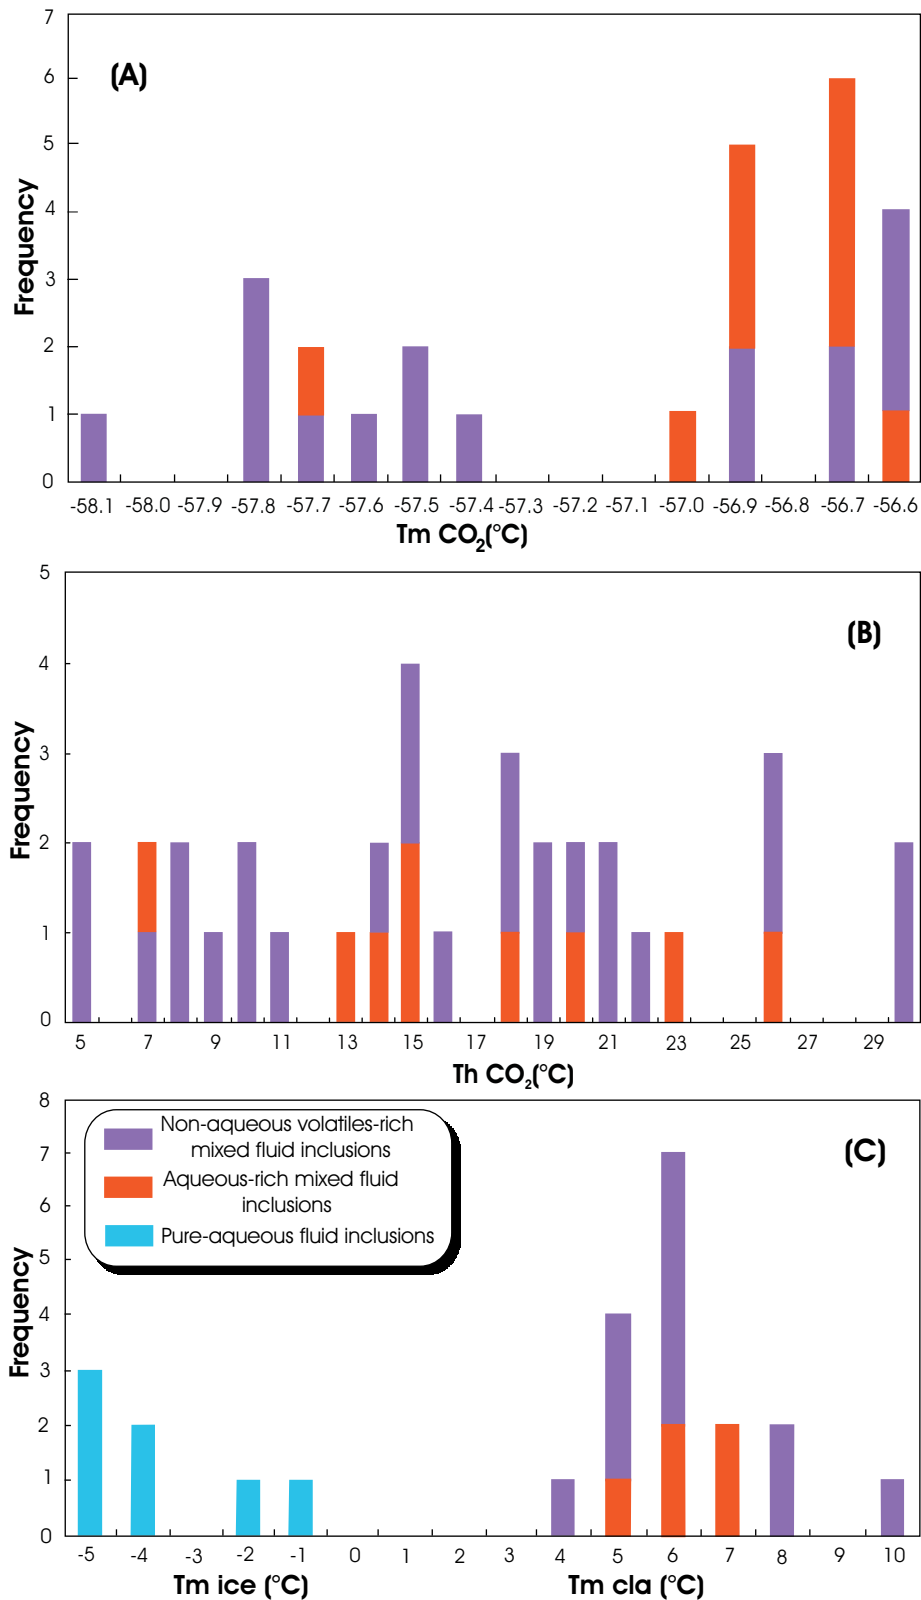 7
(A)
6
5
4
3
2
1
0
Frequency
-58.1 -58.0 -57.9 -57.8 -57.7 -57.6 -57.5 -57.4 -57.3 -57.2 -57.1 -57.0 -56.9 -56.8 -56.7 -56.6
Tm CO₂(°C)
5
(B)
4
3
2
1
0
Frequency
5 7 9 11 13 15 17 19 21 23 25 27 29
Th CO₂(°C)
8
Non-aqueous volatiles-rich
mixed fluid inclusions
Aqueous-rich mixed fluid
inclusions
Pure-aqueous fluid inclusions
(C)
7
6
5
4
3
2
1
0
Frequency
-5 -4 -3 -2 -1 0 1 2 3 4 5 6 7 8 9 10
Tm ice (°C) Tm cla (°C)